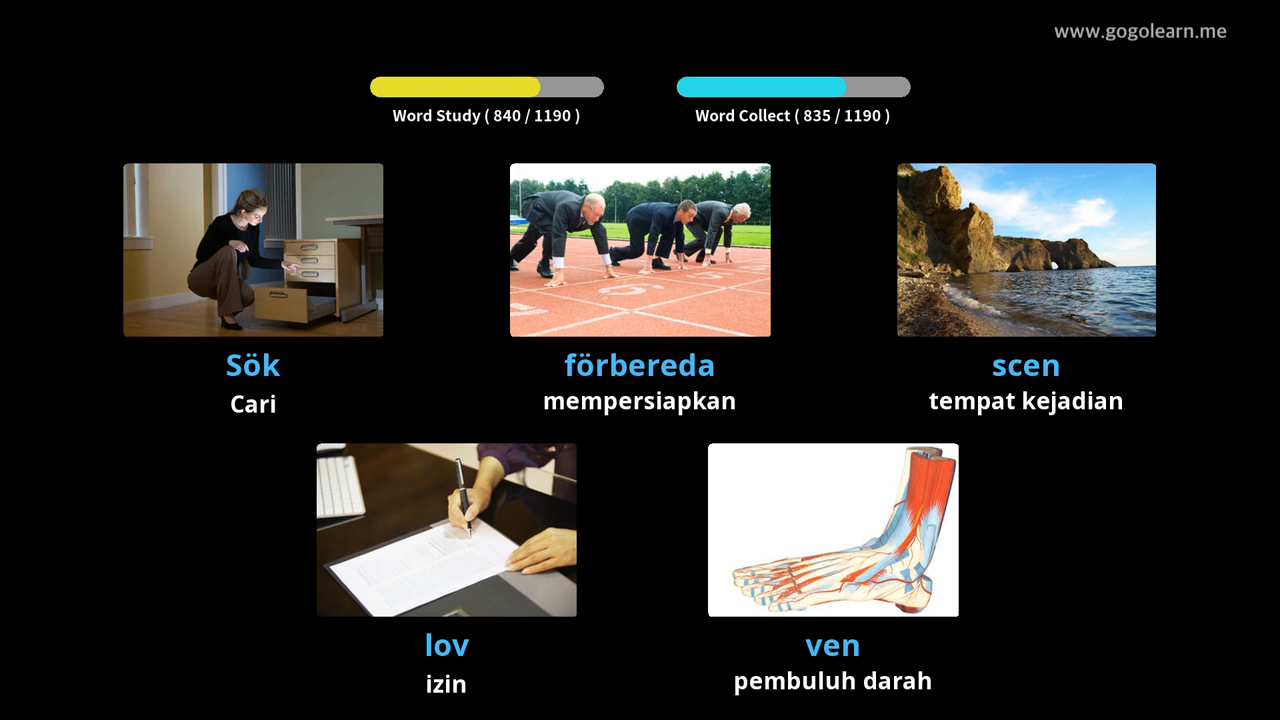 www.gogolearn.me
Word Study ( 840 / 1190 )
Word Collect ( 835 / 1190 )
Sök
Cari
förbereda
mempersiapkan
scen
tempat kejadian
lov
izin
ven
pembuluh darah